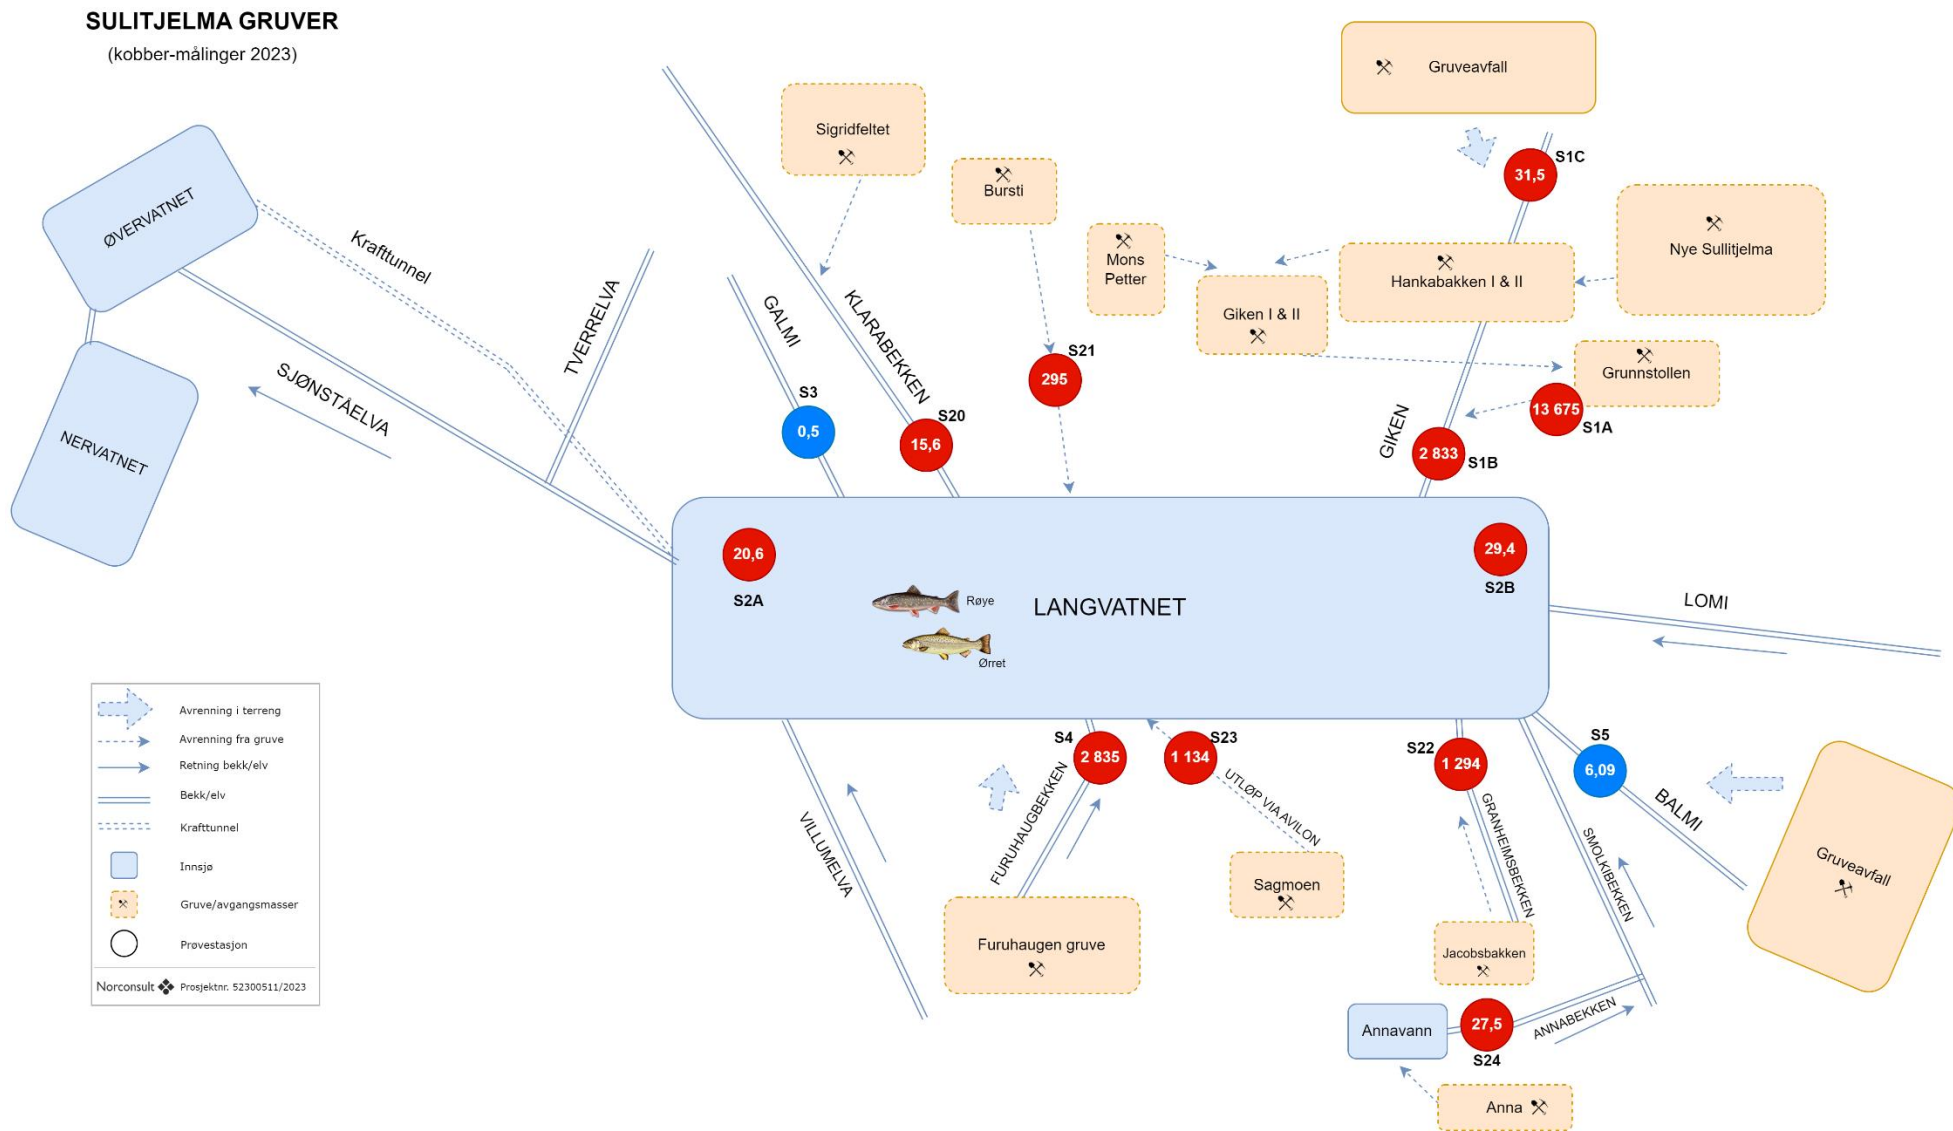 SULITJELMA GRUVER
(kobber-målinger 2023)
Gruveavfall
Sigridfeltet
Bursti
S1C
31,5
Mons
Petter
Hankabakken I & II
Nye Sullitjelma
Giken I & II
Grunnstollen
ØVERVATNET
Krafttunnel
TVERRELVA
GALMI
KLARABEKKEN
S21
295
GIKEN
13 675
S1A
SJØNSTÅELVA
NERVATNET
S3
0,5
S20
15,6
2 833
S1B
20,6
S2A
Røye
Ørret
LANGVATNET
29,4
S2B
LOMI
Avrenning i terreng
Avrenning fra gruve
Retning bekk/elv
Bekk/elv
Krafttunnel
Innsjø
Gruve/avgangsmasser
Prøvestasjon
Norconsult Prosjektnr. 52300511/2023
VILLUMELVA
S4
2 835
FURUHAUGBEKKEN
Furuhaugen gruve
S23
1 134
UTLØP VIA AVILON
Sagmoen
S22
1 294
GRANHEIMSBEKKEN
Jacobsbakken
SMOLKIBEKKEN
S5
6,09
BALMI
Gruveavfall
Annavann
27,5
S24
ANNABEKKEN
Anna